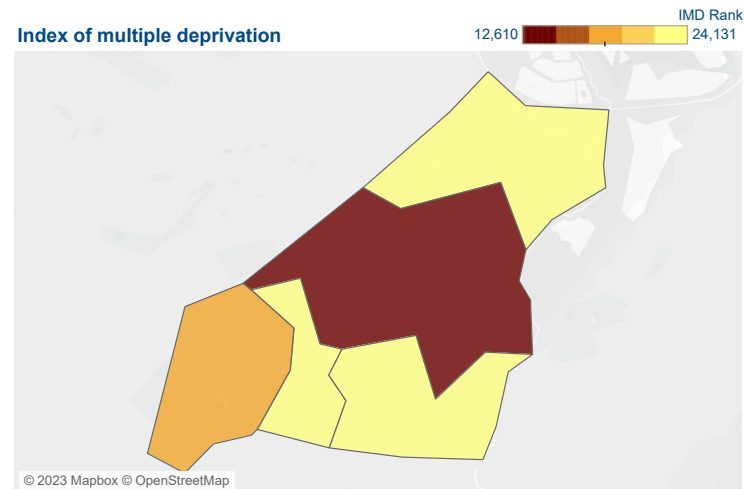 IMD Rank
Index of multiple deprivation
12,610 24,131
© 2023 Mapbox © OpenStreetMap